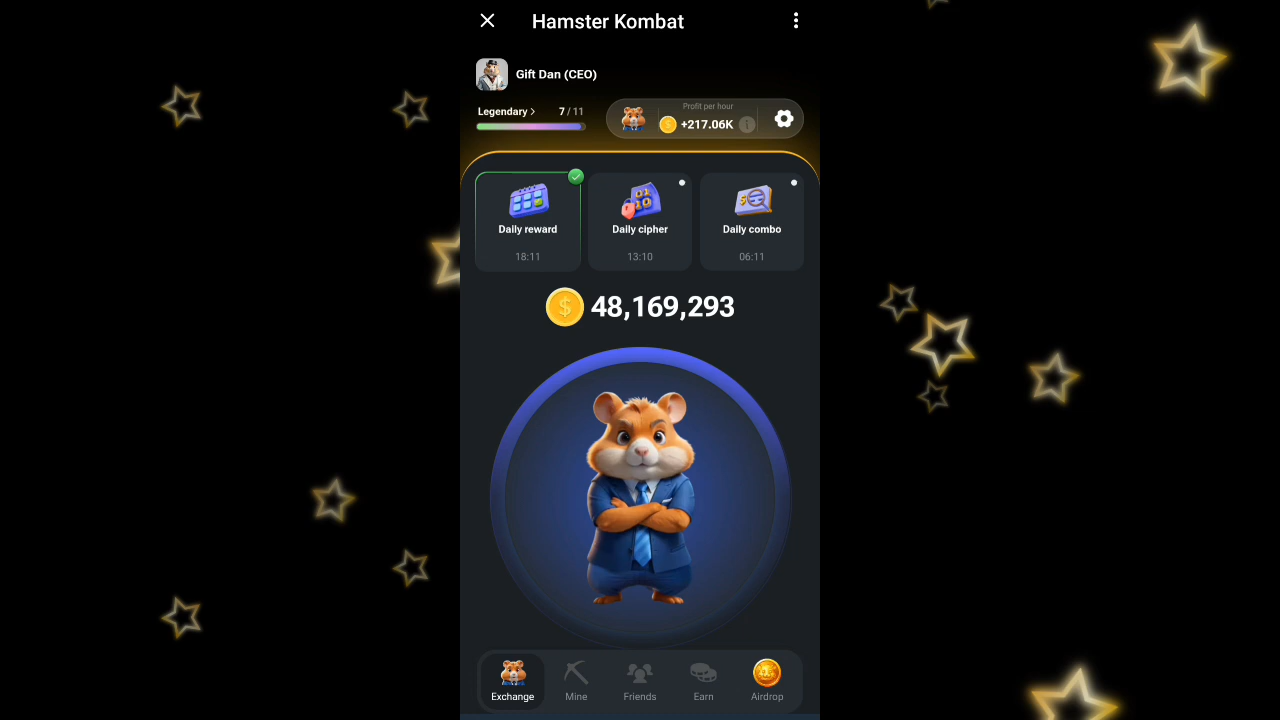 Hamster Kombat
Gift Dan (CEO)
Legendary > 7 / 11
Profit per hour
+217.06K
Daily reward
18:11
Daily cipher
13:10
Daily combo
06:11
48,169,293
Exchange
Mine
Friends
Earn
Airdrop